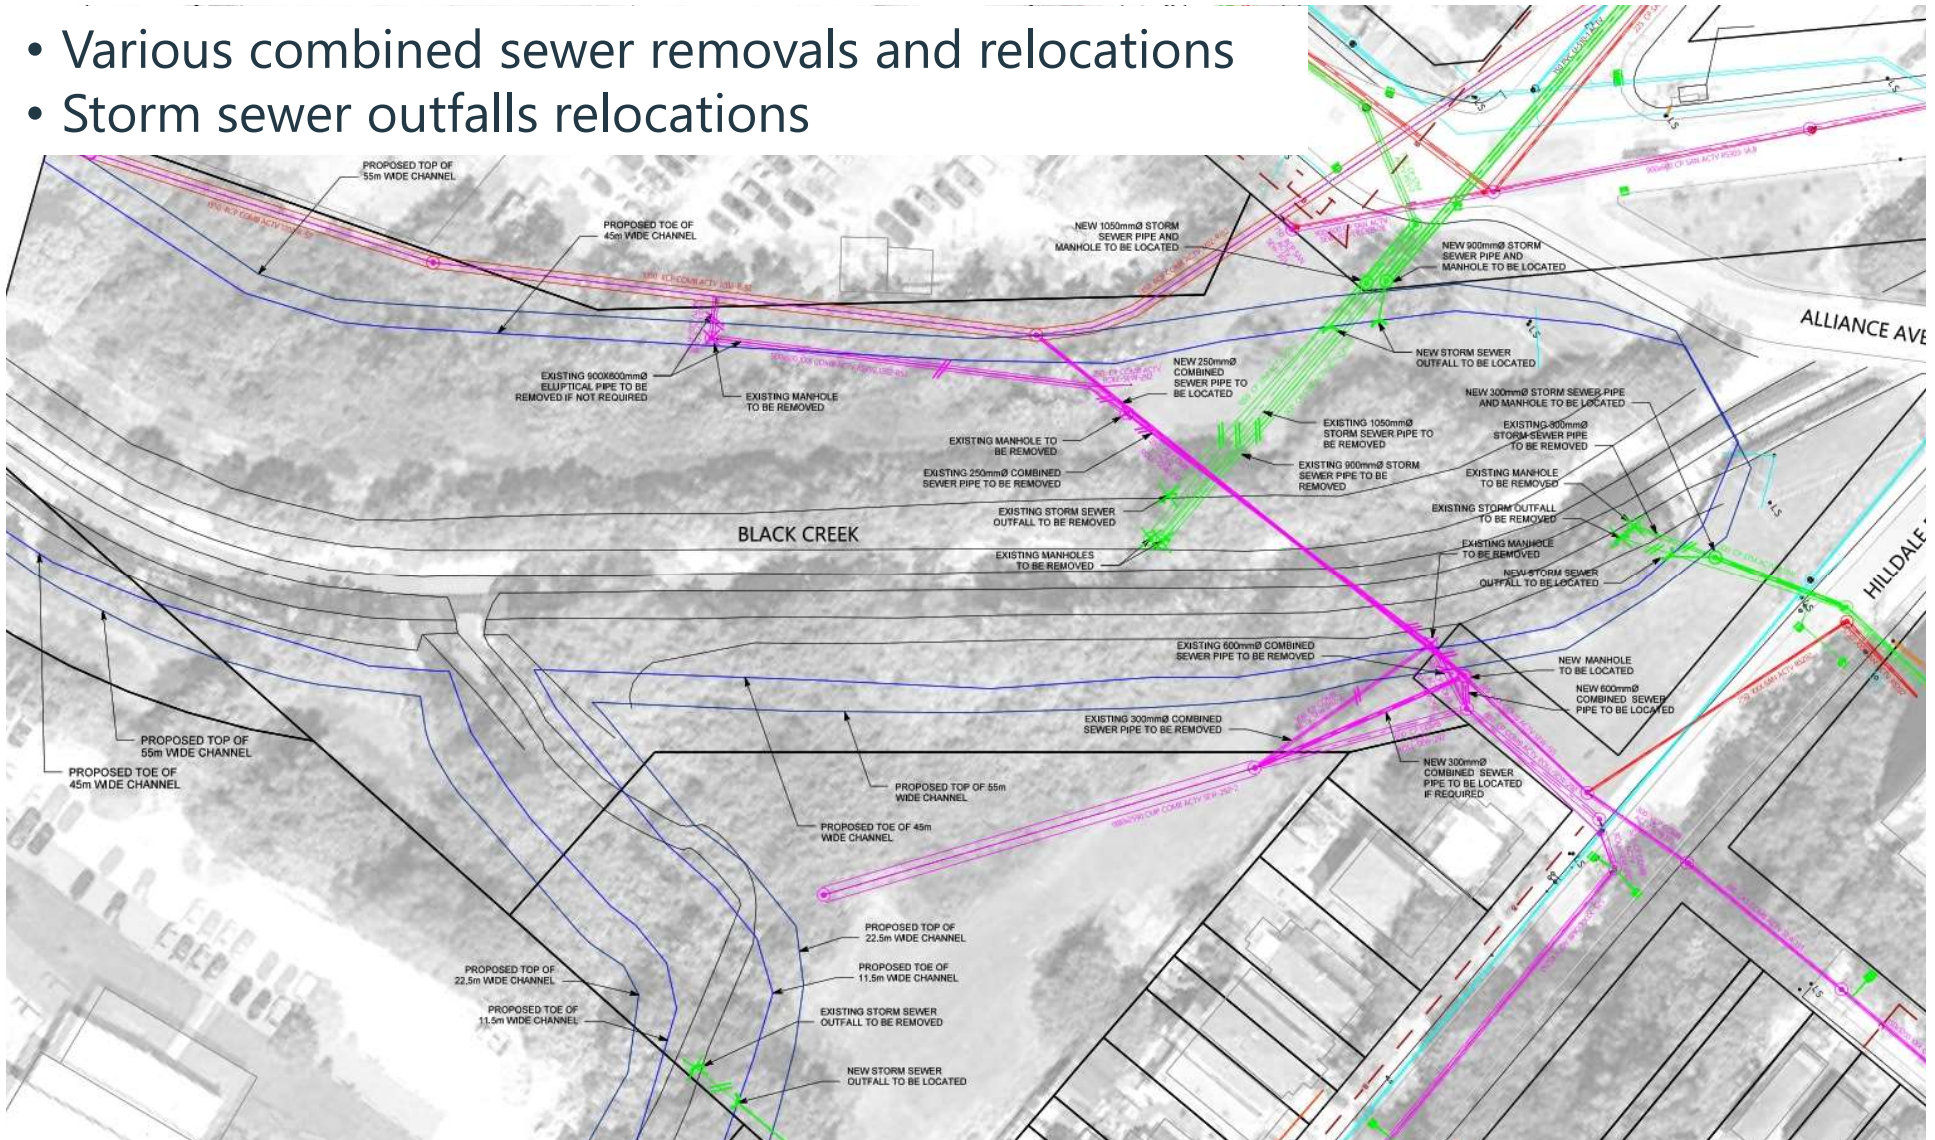 • Various combined sewer removals and relocations
• Storm sewer outfalls relocations
PROPOSED TOP OF
55m WIDE CHANNEL
PROPOSED TOE OF
45m WIDE CHANNEL
NEW 1050mmØ STORM
SEWER PIPE AND
MANHOLE TO BE LOCATED
NEW 900mmØ STORM
SEWER PIPE AND
MANHOLE TO BE LOCATED
ALLIANCE AVE
EXISTING 900X600mmØ
ELLIPTICAL PIPE TO BE
REMOVED IF NOT REQUIRED
EXISTING MANHOLE
TO BE REMOVED
NEW 250mmØ
COMBINED
SEWER PIPE TO
BE LOCATED
NEW STORM SEWER
OUTFALL TO BE LOCATED
NEW 300mmØ STORM SEWER PIPE
AND MANHOLE TO BE LOCATED
EXISTING 300mmØ
STORM SEWER PIPE
TO BE REMOVED
EXISTING MANHOLE TO
BE REMOVED
EXISTING 1050mmØ
STORM SEWER PIPE TO
BE REMOVED
EXISTING 250mmØ COMBINED
SEWER PIPE TO BE REMOVED
EXISTING 900mmØ STORM
SEWER PIPE TO BE
REMOVED
EXISTING MANHOLE
TO BE REMOVED
EXISTING STORM SEWER
OUTFALL TO BE REMOVED
EXISTING STORM OUTFALL
TO BE REMOVED
BLACK CREEK
EXISTING MANHOLES
TO BE REMOVED
EXISTING MANHOLE
TO BE REMOVED
NEW STORM SEWER
OUTFALL TO BE LOCATED
HILLDALE
EXISTING 600mmØ COMBINED
SEWER PIPE TO BE REMOVED
NEW MANHOLE
TO BE LOCATED
NEW 600mmØ
COMBINED SEWER
PIPE TO BE LOCATED
EXISTING 300mmØ COMBINED
SEWER PIPE TO BE REMOVED
PROPOSED TOP OF
55m WIDE CHANNEL
PROPOSED TOE OF
45m WIDE CHANNEL
NEW 300mmØ
COMBINED SEWER
PIPE TO BE LOCATED
IF REQUIRED
PROPOSED TOP OF 55m
WIDE CHANNEL
PROPOSED TOE OF 45m
WIDE CHANNEL
PROPOSED TOP OF
22.5m WIDE CHANNEL
PROPOSED TOP OF
22.5m WIDE CHANNEL
PROPOSED TOE OF
11.5m WIDE CHANNEL
PROPOSED TOE OF
11.5m WIDE CHANNEL
EXISTING STORM SEWER
OUTFALL TO BE REMOVED
NEW STORM SEWER
OUTFALL TO BE LOCATED